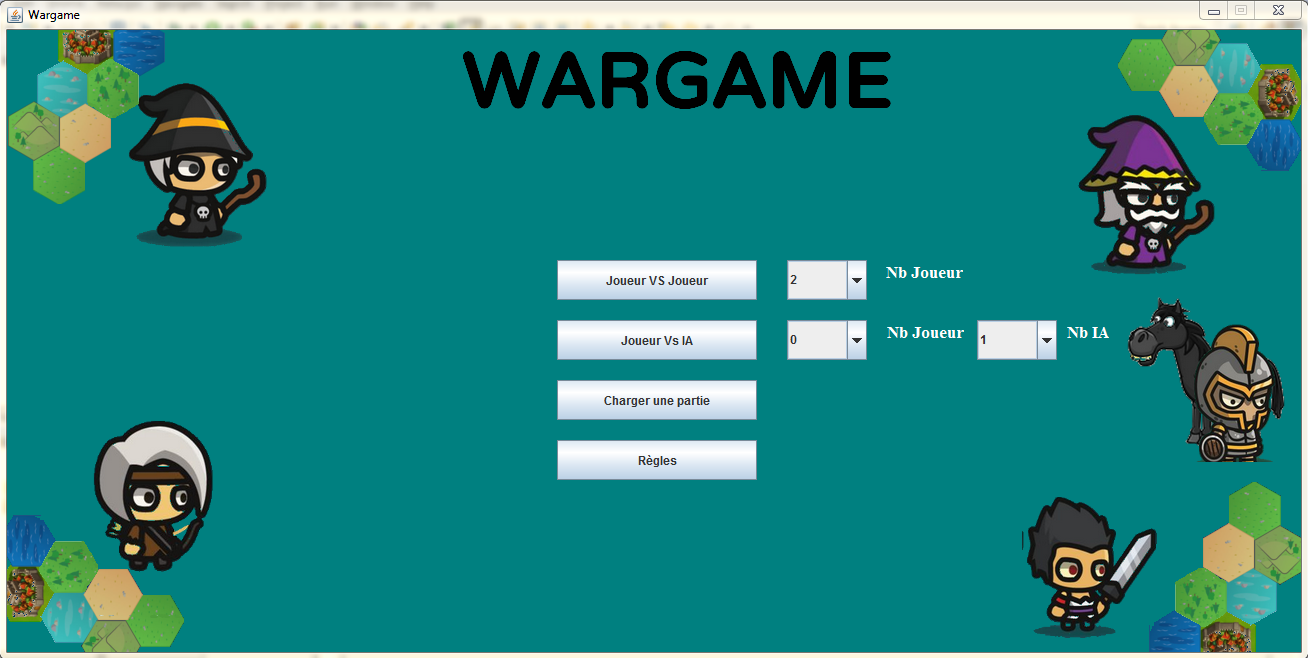 Wargame
WARGAME
Joueur VS Joueur
2
Nb Joueur
Joueur Vs IA
0
Nb Joueur
1
Nb IA
Charger une partie
Règles